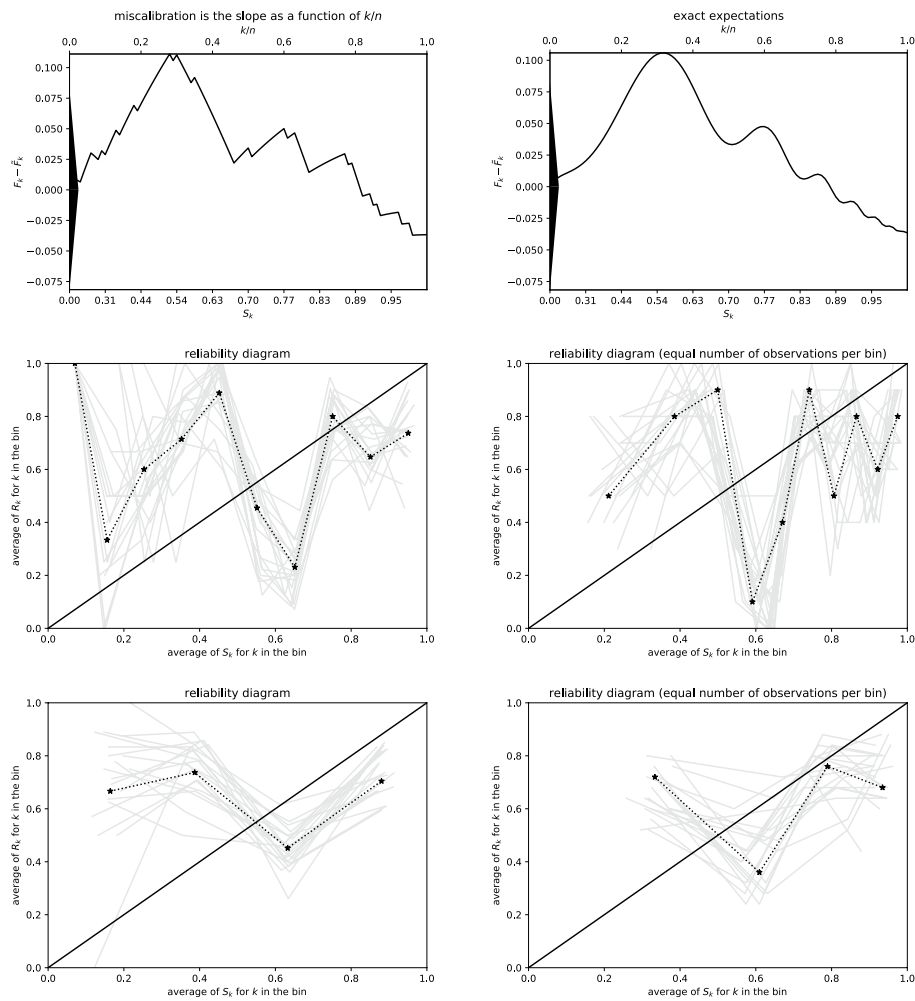 miscalibration is the slope as a function of k/n
k/n
0.0 0.2 0.4 0.6 0.8 1.0
0.100
0.075
0.050
0.025
0.000
−0.025
−0.050
−0.075
F_k − F̃_k
0.00 0.31 0.44 0.54 0.70 0.77 0.83 0.95
S_k
exact expectations
k/n
0.0 0.2 0.4 0.6 0.8 1.0
0.100
0.075
0.050
0.025
0.000
−0.025
−0.050
−0.075
F_k − F̃_k
0.00 0.31 0.44 0.54 0.70 0.77 0.83 0.95
S_k
reliability diagram
1.0
0.8
0.6
0.4
0.2
0.0
average of R_k for k in the bin
0.0 0.2 0.4 0.6 0.8 1.0
average of S_k for k in the bin
reliability diagram (equal number of observations per bin)
1.0
0.8
0.6
0.4
0.2
0.0
average of R_k for k in the bin
0.0 0.2 0.4 0.6 0.8 1.0
average of S_k for k in the bin
reliability diagram
1.0
0.8
0.6
0.4
0.2
0.0
average of R_k for k in the bin
0.0 0.2 0.4 0.6 0.8 1.0
average of S_k for k in the bin
reliability diagram (equal number of observations per bin)
1.0
0.8
0.6
0.4
0.2
0.0
average of R_k for k in the bin
0.0 0.2 0.4 0.6 0.8 1.0
average of S_k for k in the bin